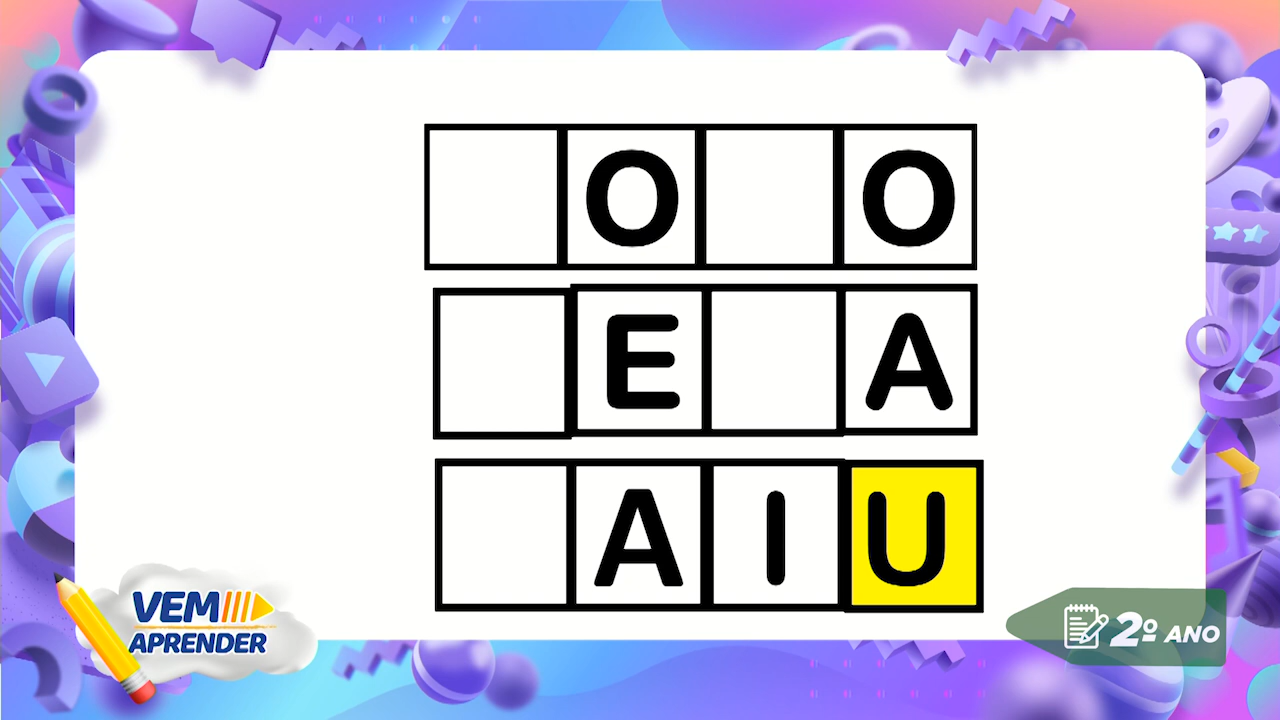 O O
E A
A I U
VEM
APRENDER
2º ANO